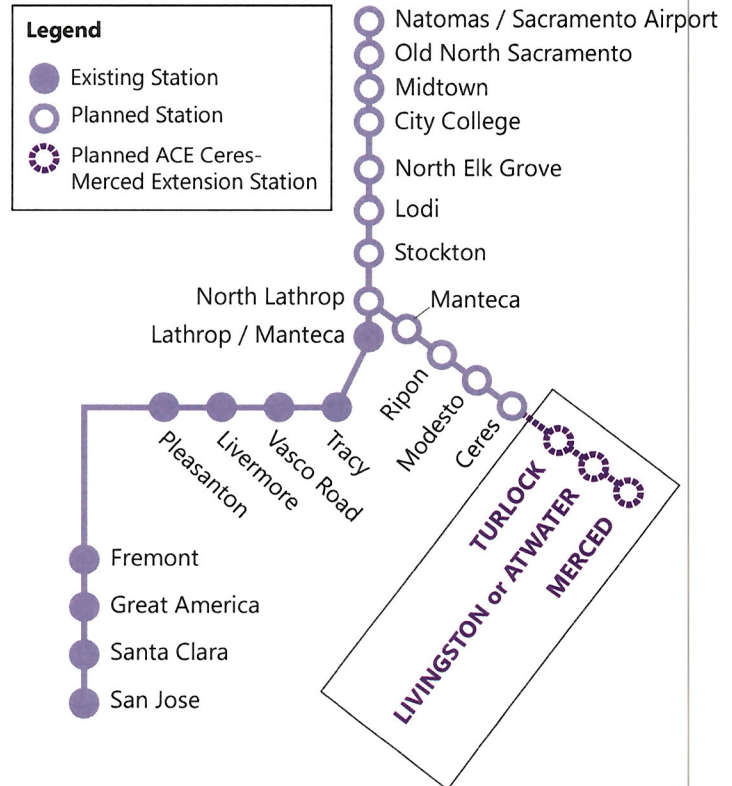 Legend
Existing Station
Planned Station
Planned ACE Ceres-
Merced Extension Station
Natomas / Sacramento Airport
Old North Sacramento
Midtown
City College
North Elk Grove
Lodi
Stockton
North Lathrop
Manteca
Lathrop / Manteca
Ripon
Modesto
Ceres
TURLOCK
LIVINGSTON or ATWATER
MERCED
Tracy
Vasco Road
Livermore
Pleasanton
Fremont
Great America
Santa Clara
San Jose